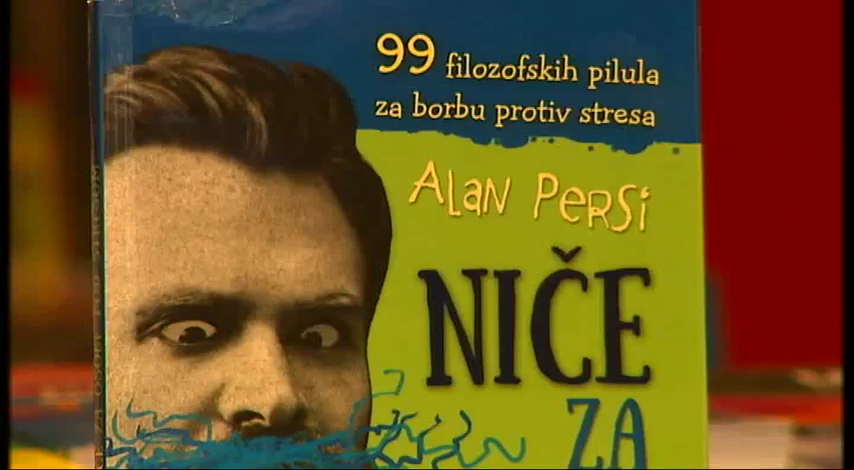 99 filozofskih pilula
za borbu protiv stresa
ALAN PERSI
NIČE
ZA